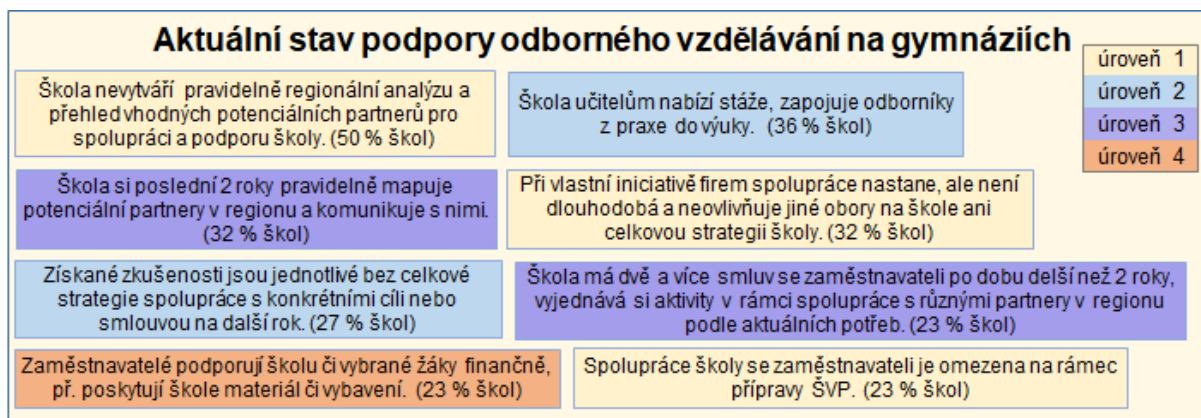 Aktuální stav podpory odborného vzdělávání na gymnáziích
úroveň 1
úroveň 2
úroveň 3
úroveň 4
Škola nevytváří pravidelně regionální analýzu a
přehled vhodných potenciálních partnerů pro
spolupráci a podporu školy. (50 % škol)
Škola učitelům nabízí stáže, zapojuje odborníky
z praxe do výuky. (36 % škol)
Škola si poslední 2 roky pravidelně mapuje
potenciální partnery v regionu a komunikuje s nimi.
(32 % škol)
Při vlastní iniciativě firem spolupráce nastane, ale není
dlouhodobá a neovlivňuje jiné obory na škole ani
celkovou strategii školy. (32 % škol)
Získané zkušenosti jsou jednotlivé bez celkové
strategie spolupráce s konkrétními cíli nebo
smlouvou na další rok. (27 % škol)
Škola má dvě a více smluv se zaměstnavateli po dobu delší než 2 roky,
vyjednává si aktivity v rámci spolupráce s různými partnery v regionu
podle aktuálních potřeb. (23 % škol)
Zaměstnavatelé podporují školu či vybrané žáky finančně,
př. poskytují škole materiál či vybavení. (23 % škol)
Spolupráce školy se zaměstnavateli je omezena na rámec
přípravy ŠVP. (23 % škol)